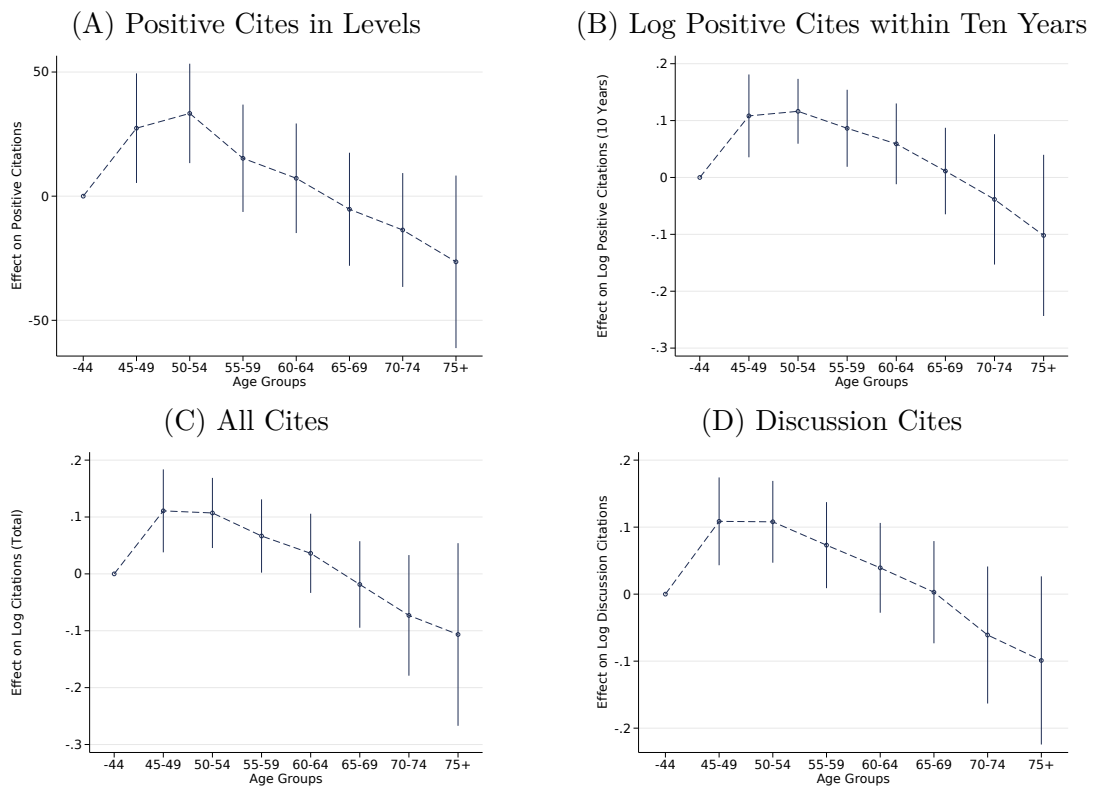 (A) Positive Cites in Levels
Effect on Positive Citations
50
0
-50
-44 45-49 50-54 55-59 60-64 65-69 70-74 75+
Age Groups
(B) Log Positive Cites within Ten Years
Effect on Log Positive Citations (10 Years)
.2
.1
0
-.1
-.2
-.3
-44 45-49 50-54 55-59 60-64 65-69 70-74 75+
Age Groups
(C) All Cites
Effect on Log Citations (Total)
.2
.1
0
-.1
-.2
-.3
-44 45-49 50-54 55-59 60-64 65-69 70-74 75+
Age Groups
(D) Discussion Cites
Effect on Log Discussion Citations
.2
.1
0
-.1
-.2
-44 45-49 50-54 55-59 60-64 65-69 70-74 75+
Age Groups